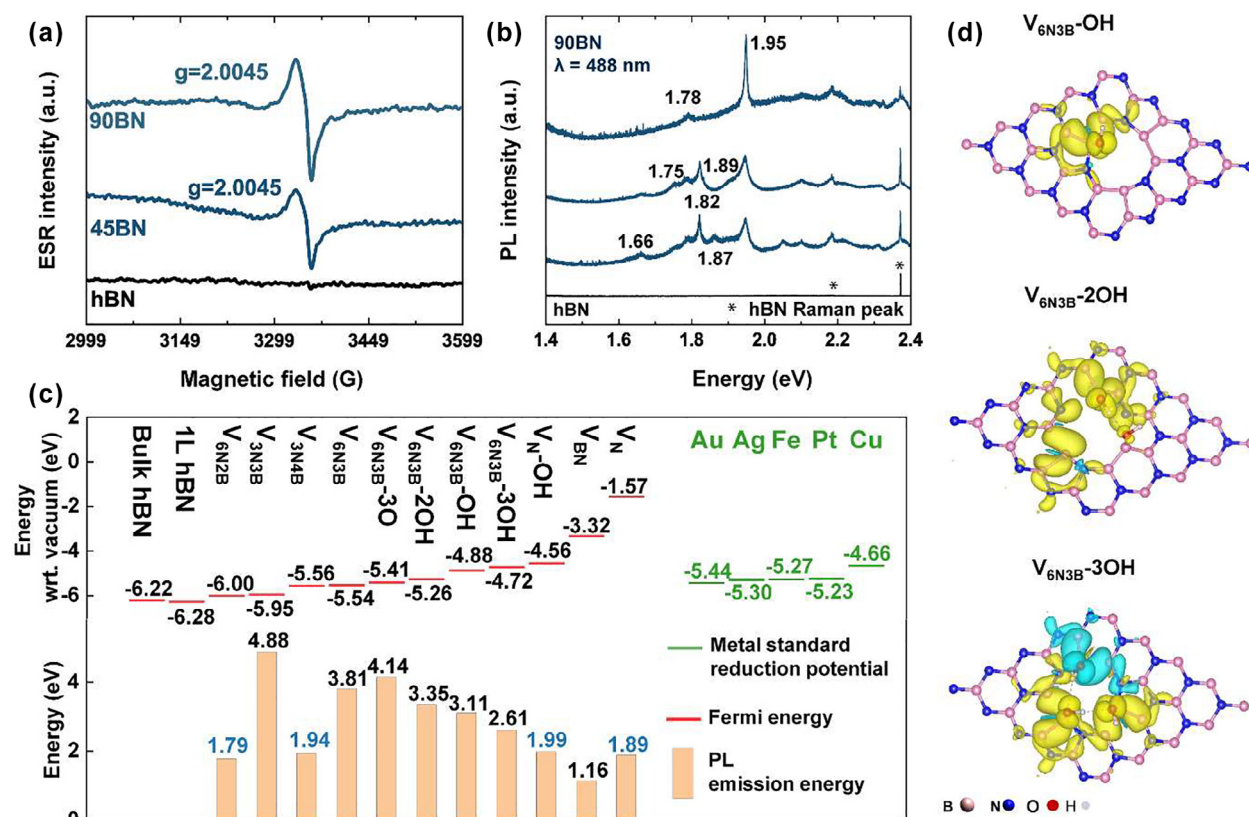 (a)
g=2.0045
90BN
g=2.0045
45BN
hBN
ESR intensity (a.u.)
2999 3149 3299 3449 3599
Magnetic field (G)
(b)
90BN
λ = 488 nm
1.95
1.78
1.75 1.89
1.82
1.66
1.87
*
*
hBN * hBN Raman peak
PL intensity (a.u.)
1.4 1.6 1.8 2.0 2.2 2.4
Energy (eV)
(c)
Energy
wrt. vacuum (eV)
2
0
-2
-4
-6
Bulk hBN
1L hBN
V6N2B
V3N3B
V3N4B
V6N3B
V6N3B-3O
V6N3B-2OH
V6N3B-OH
V6N3B-3OH
VN-OH
VBN
VN
Au Ag Fe Pt Cu
-6.22
-6.28
-6.00
-5.95
-5.56
-5.54
-5.41
-5.26
-4.88
-4.72
-4.56
-3.32
-1.57
-5.44
-5.30
-5.27
-5.23
-4.66
Energy (eV)
4
2
0
1.79
4.88
1.94
3.81
4.14
3.35
3.11
2.61
1.99
1.16
1.89
Metal standard
reduction potential
Fermi energy
PL
emission energy
(d)
V6N3B-OH
V6N3B-2OH
V6N3B-3OH
B N O H